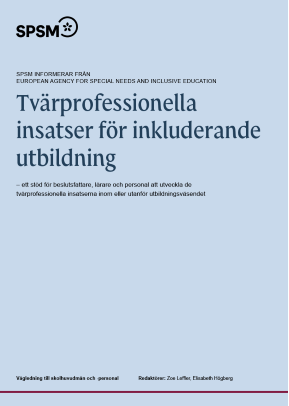 SPSM
SPSM INFORMERAR FRÅN
EUROPEAN AGENCY FOR SPECIAL NEEDS AND INCLUSIVE EDUCATION
Tvärprofessionella
insatser för inkluderande
utbildning
– ett stöd för beslutsfattare, lärare och personal att utveckla de
tvärprofessionella insatserna inom eller utanför utbildningsväsendet
Vägledning till skolhuvudmän och -personal Redaktörer: Zoe Leffler, Elisabeth Högberg